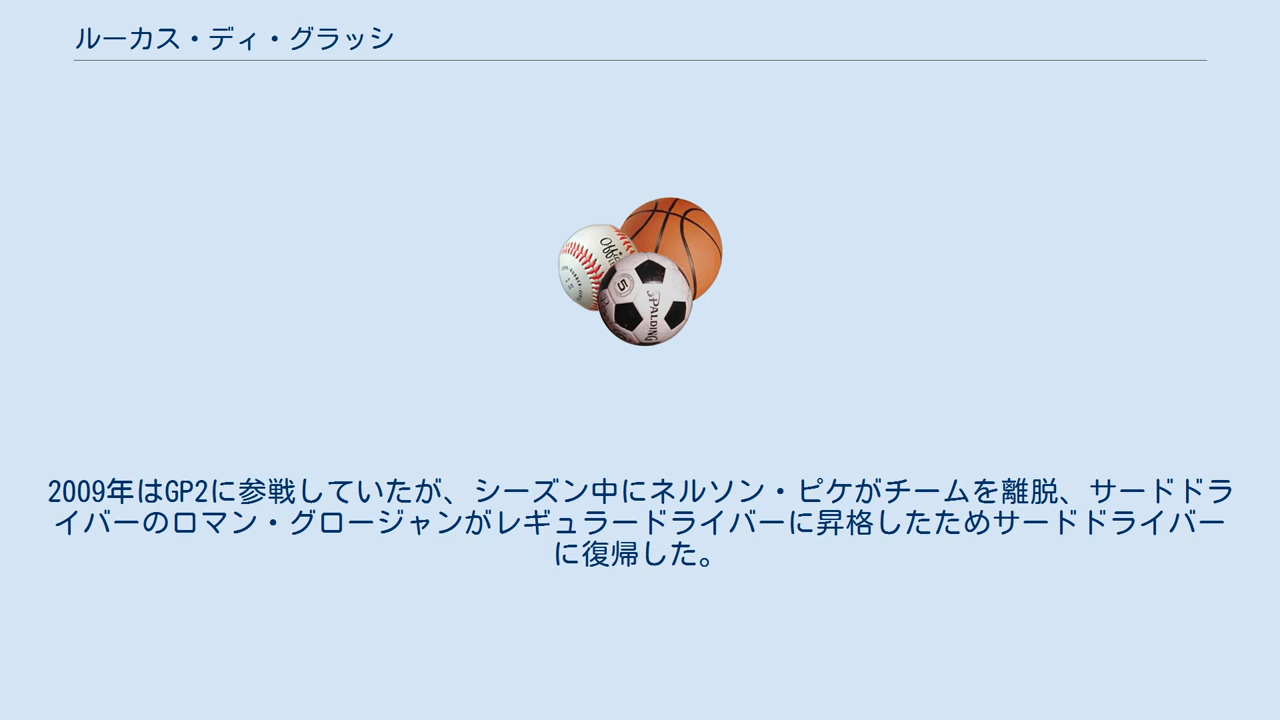 ルーカス・ディ・グラッシ
Offic
5
SPALDING
2009年はGP2に参戦していたが、シーズン中にネルソン・ピケがチームを離脱、サードドラ
イバーのロマン・グロージャンがレギュラードライバーに昇格したためサードドライバー
に復帰した。